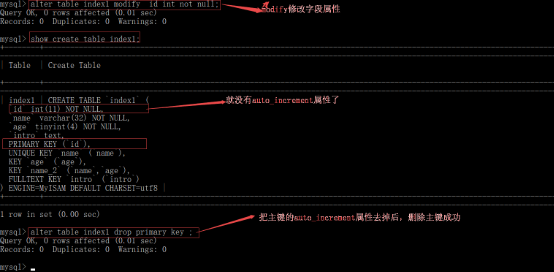 mysql> alter table index1 modify id int not null;
modify修改字段属性
Query OK, 0 rows affected (0.01 sec)
Records: 0 Duplicates: 0 Warnings: 0
mysql> show create table index1;
| Table | Create Table
就没有auto_increment属性了
| index1 | CREATE TABLE `index1` (
`id` int(11) NOT NULL,
`name` varchar(32) NOT NULL,
`age` tinyint(4) NOT NULL,
`intro` text,
PRIMARY KEY (`id`),
UNIQUE KEY `name` (`name`),
KEY `age` (`age`),
KEY `name_2` (`name`,`age`),
FULLTEXT KEY `intro` (`intro`)
) ENGINE=MyISAM DEFAULT CHARSET=utf8 |
1 row in set (0.00 sec)
把主键的auto_increment属性去掉后，删除主键成功
mysql> alter table index1 drop primary key ;
Query OK, 0 rows affected (0.01 sec)
Records: 0 Duplicates: 0 Warnings: 0
mysql>